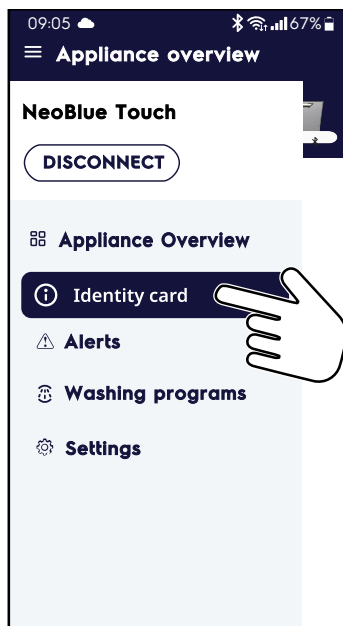 09:05 67%
Appliance overview
NeoBlue Touch
DISCONNECT
Appliance Overview
Identity card
Alerts
Washing programs
Settings